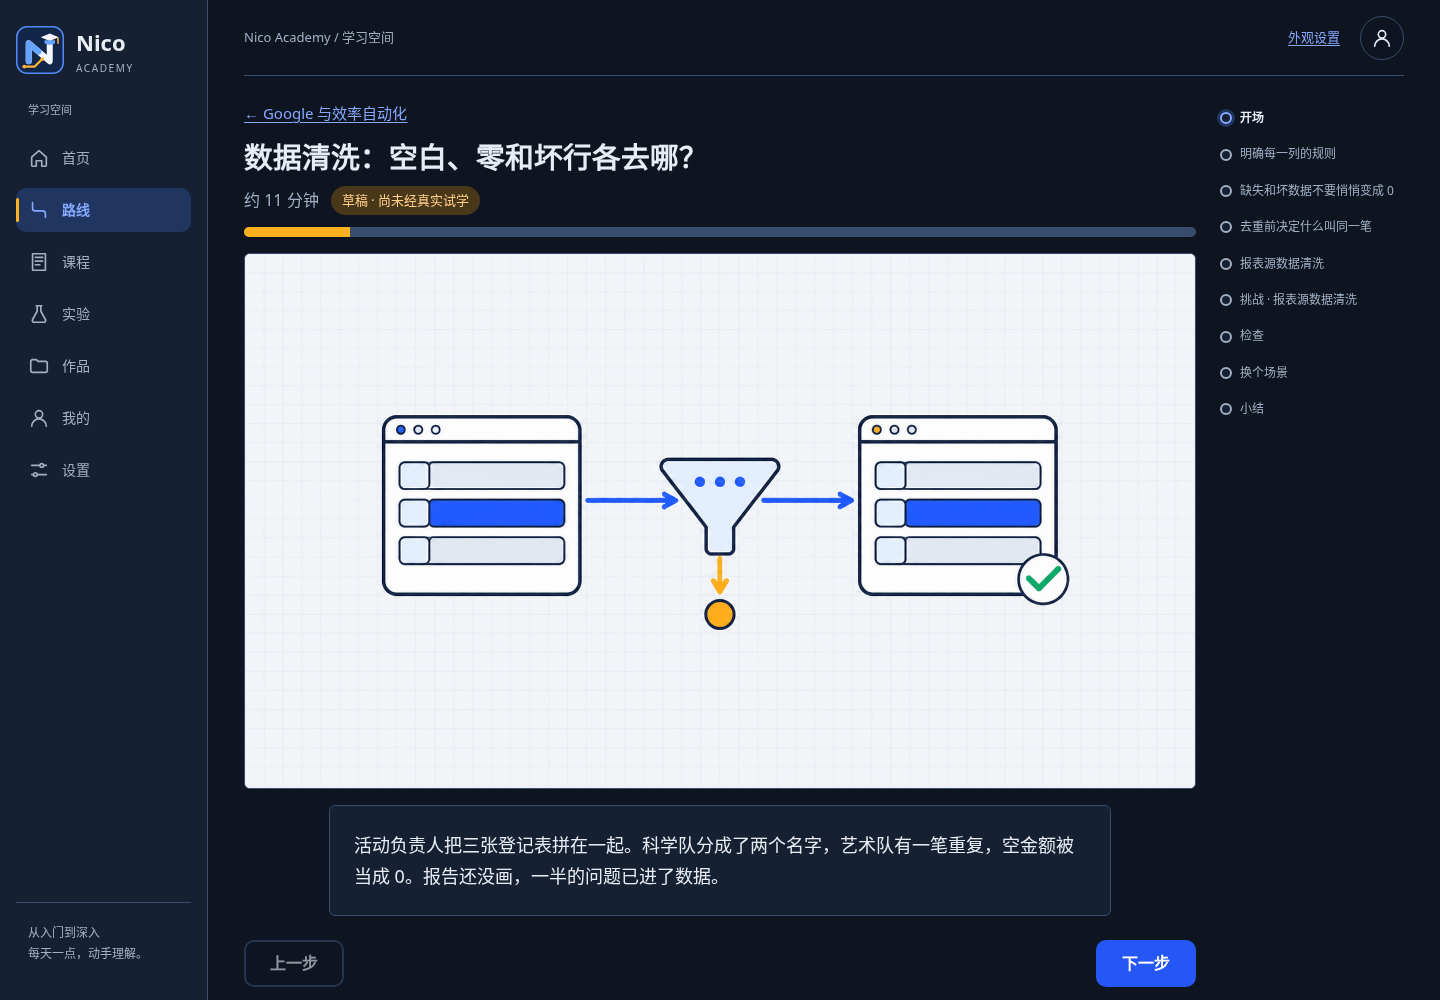 Nico
ACADEMY
学习空间
首页
路线
课程
实验
作品
我的
设置
从入门到深入
每天一点，动手理解。
Nico Academy / 学习空间
外观设置
← Google 与效率自动化
数据清洗：空白、零和坏行各去哪？
约 11 分钟
草稿 · 尚未经真实试学
活动负责人把三张登记表拼在一起。科学队分成了两个名字，艺术队有一笔重复，空金额被
当成 0。报告还没画，一半的问题已进了数据。
上一步
下一步
开场
明确每一列的规则
缺失和坏数据不要悄悄变成 0
去重前决定什么叫同一笔
报表源数据清洗
挑战 · 报表源数据清洗
检查
换个场景
小结